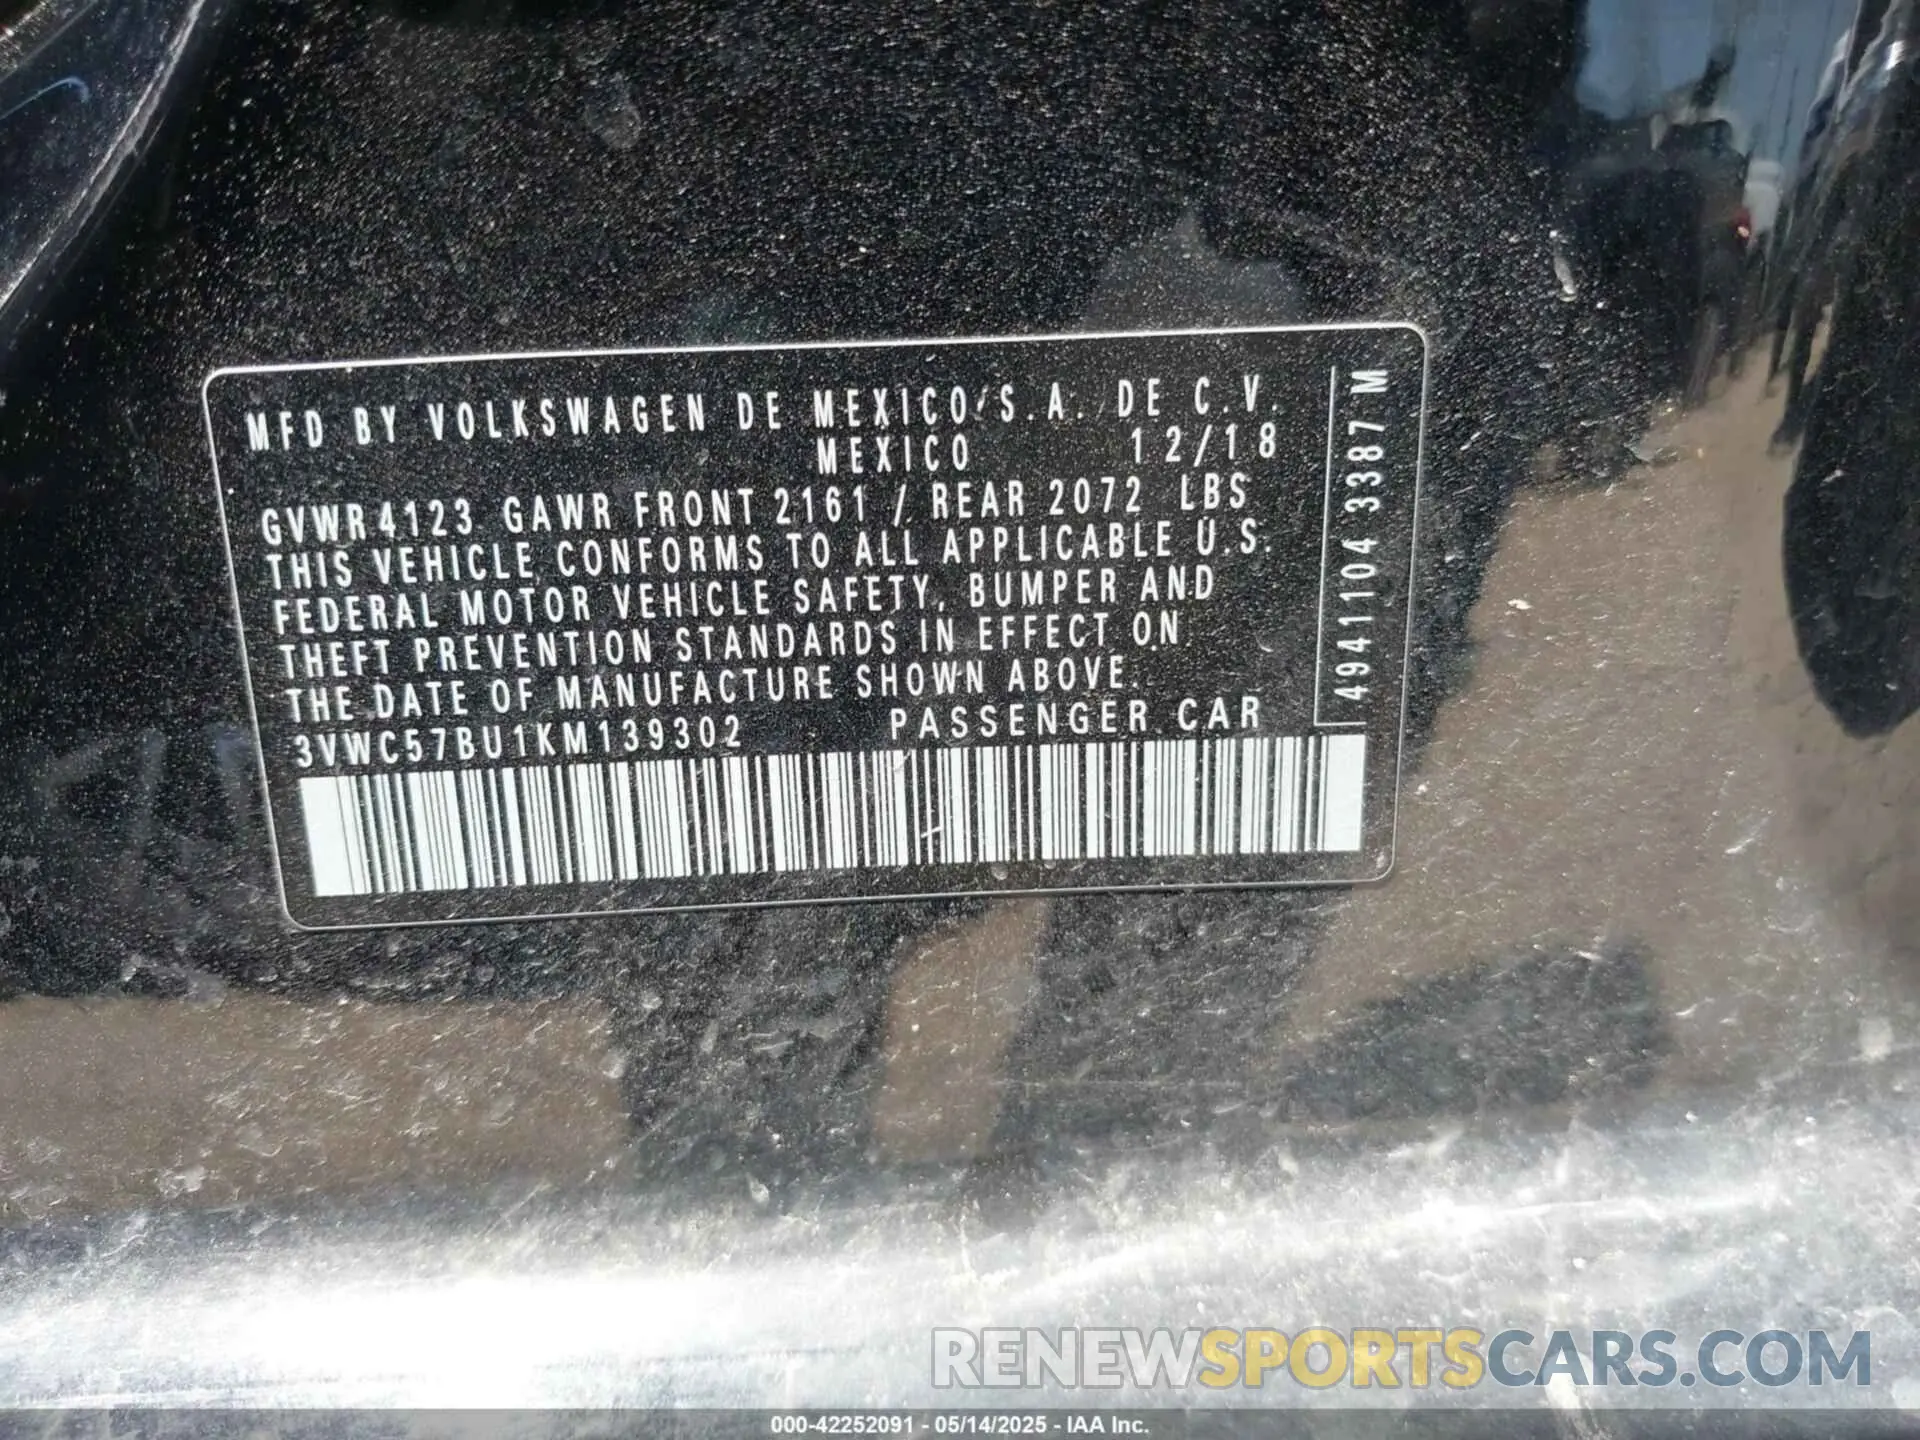 MFD BY VOLKSWAGEN DE MEXICO S.A. DE C.V.
MEXICO 12/18
GVWR 4123 GAWR FRONT 2161 / REAR 2072 LBS
THIS VEHICLE CONFORMS TO ALL APPLICABLE U.S.
FEDERAL MOTOR VEHICLE SAFETY, BUMPER AND
THEFT PREVENTION STANDARDS IN EFFECT ON
THE DATE OF MANUFACTURE SHOWN ABOVE.
3VWC57BU1KM139302 PASSENGER CAR
4941104 3387 M
RENEWSPORTSCARS.COM
000-42252091 - 05/14/2025 - IAA Inc.